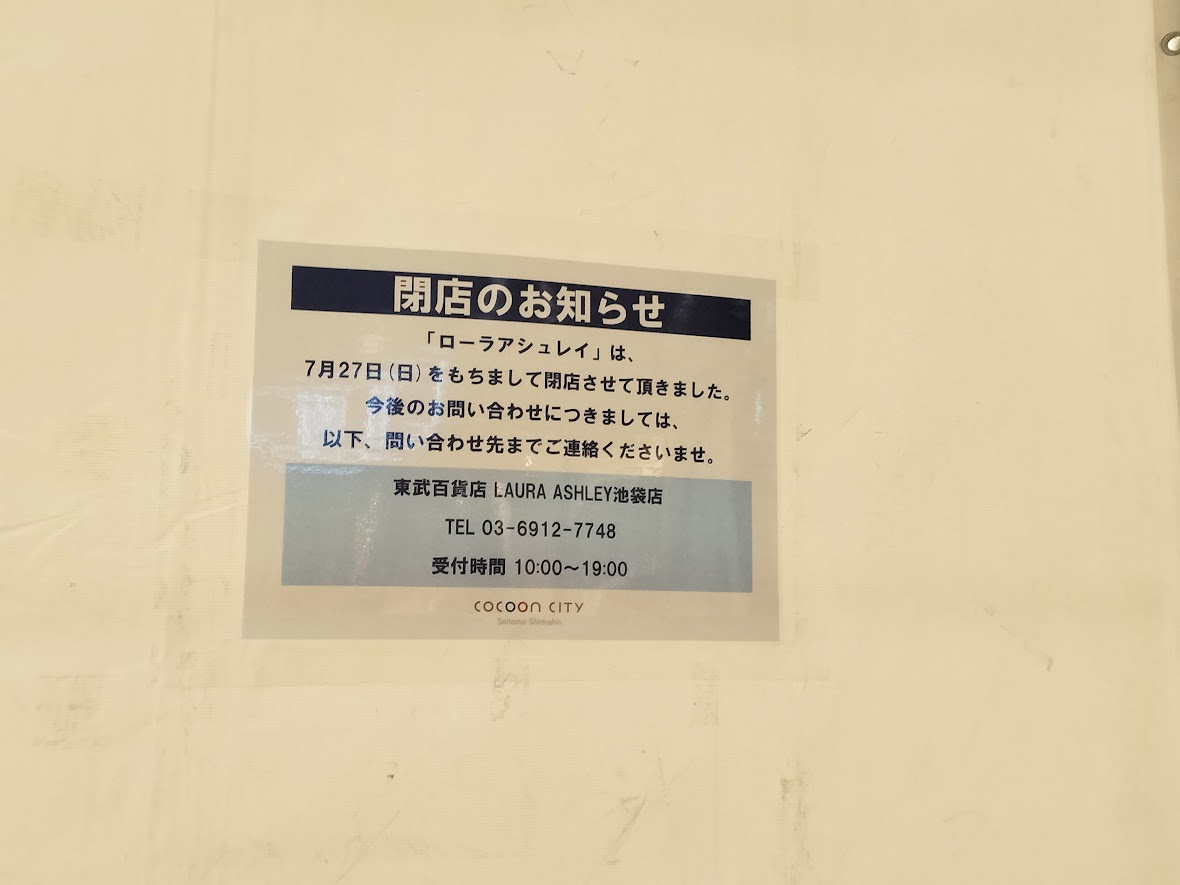 閉店のお知らせ
「ローラアシュレイ」は、
7月27日(日)をもちまして閉店させて頂きました。
今後のお問い合わせにつきましては、
以下、問い合わせ先までご連絡くださいませ。
東武百貨店 LAURA ASHLEY池袋店
TEL 03-6912-7748
受付時間 10:00～19:00
COCOON CITY
Saitama-Shintoshin